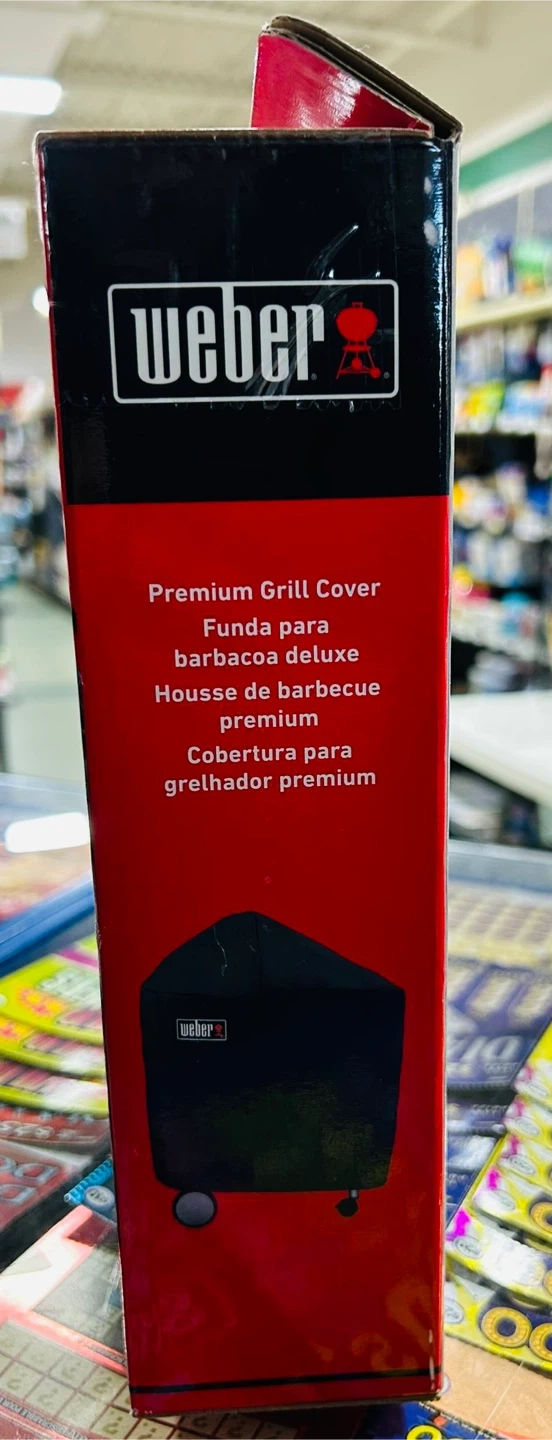 weber
Premium Grill Cover
Funda para
barbacoa deluxe
Housse de barbecue
premium
Cobertura para
grelhador premium
weber